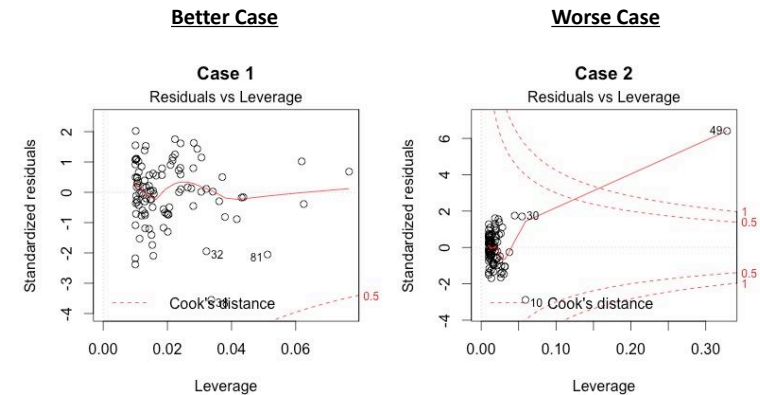 Better Case
Worse Case
Case 1
Residuals vs Leverage
Standardized residuals
2
1
0
-1
-2
-3
-4
32
81
Cook's distance
0.5
0.00 0.02 0.04 0.06
Leverage
Case 2
Residuals vs Leverage
Standardized residuals
6
4
2
0
-2
-4
49
30
10
Cook's distance
1
0.5
0.5
1
0.00 0.10 0.20 0.30
Leverage